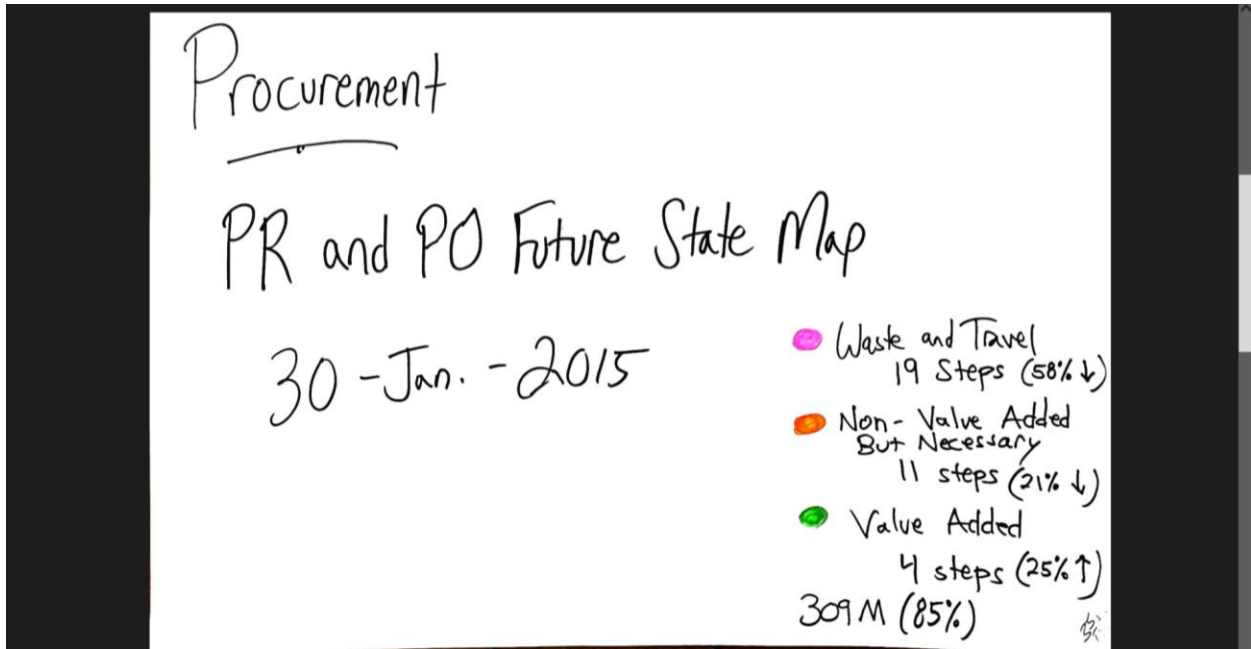 Procurement
PR and PO Future State Map
30-Jan.-2015
Waste and Travel
19 Steps (58% ↓)
Non-Value Added
But Necessary
11 steps (21% ↓)
Value Added
4 steps (25% ↑)
309 M (85%)